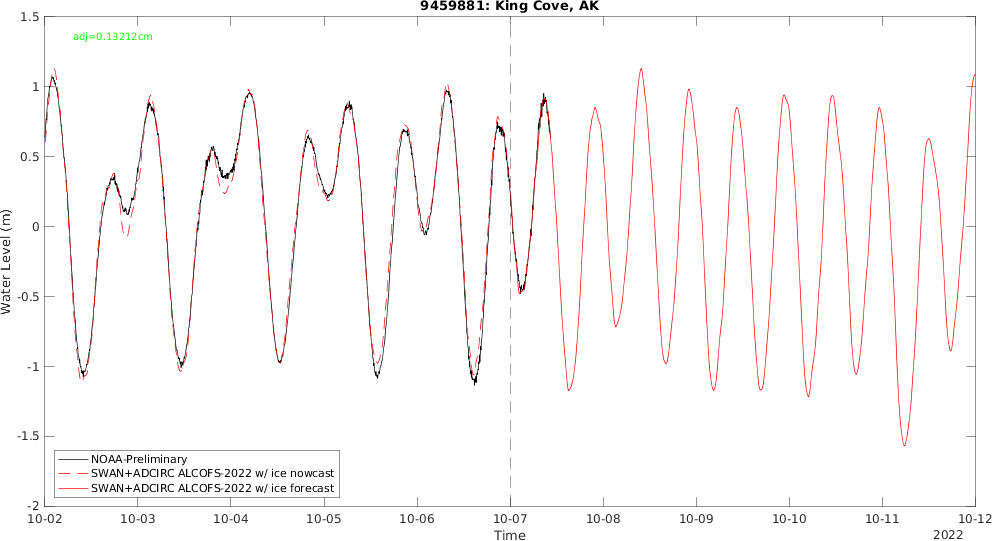 9459881: King Cove, AK
adj=0.13212cm
1.5
1
0.5
0
-0.5
-1
-1.5
-2
Water Level (m)
NOAA-Preliminary
SWAN+ADCIRC ALCOFS-2022 w/ ice nowcast
SWAN+ADCIRC ALCOFS-2022 w/ ice forecast
10-02 10-03 10-04 10-05 10-06 10-07 10-08 10-09 10-10 10-11 10-12
Time
2022